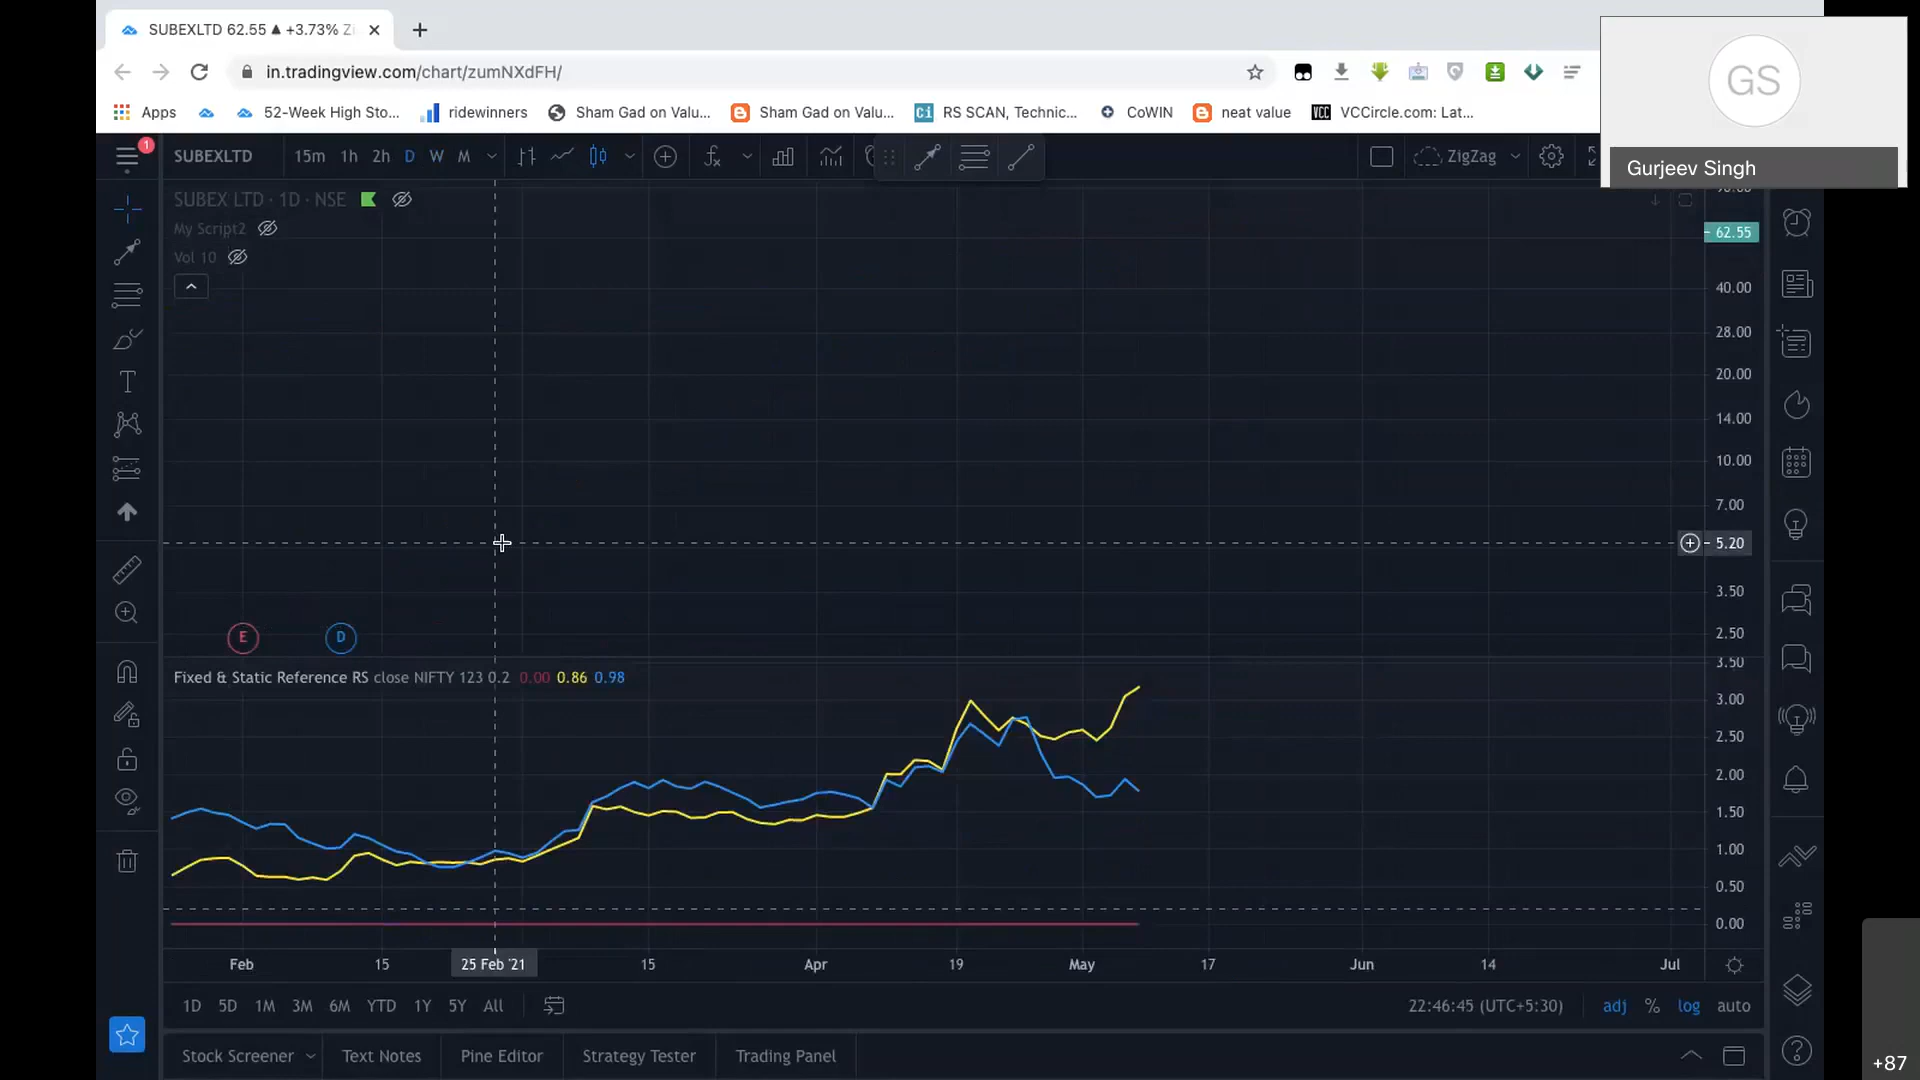 SUBEXLTD 62.55 ▲ +3.73% Zi
in.tradingview.com/chart/zumNXdFH/
Apps
52-Week High Sto...
ridewinners
Sham Gad on Valu...
Sham Gad on Valu...
RS SCAN, Technic...
CoWIN
neat value
VCCircle.com: Lat...
GS
Gurjeev Singh
1
SUBEXLTD
15m 1h 2h D W M
ZigZag
SUBEX LTD · 1D · NSE
My Script2
Vol 10
62.55
40.00
28.00
20.00
14.00
10.00
7.00
5.20
3.50
2.50
E
D
Fixed & Static Reference RS close NIFTY 123 0.2 0.00 0.86 0.98
3.50
3.00
2.50
2.00
1.50
1.00
0.50
0.00
Feb 15 25 Feb '21 15 Apr 19 May 17 Jun 14 Jul
1D 5D 1M 3M 6M YTD 1Y 5Y All
22:46:45 (UTC+5:30) adj % log auto
Stock Screener Text Notes Pine Editor Strategy Tester Trading Panel
+87